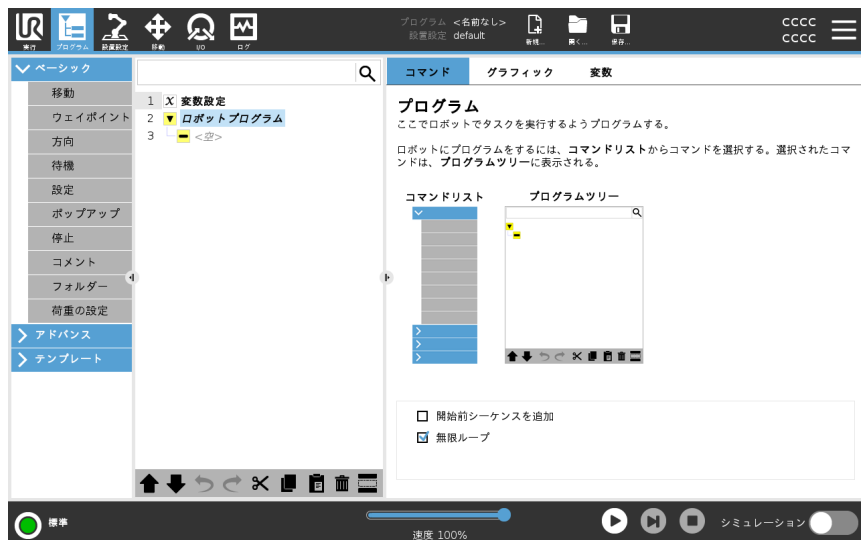 UR
実行
プログラム
設置設定
移動
I/O
ログ
プログラム <名前なし>
設置設定 default
新規...
開く...
保存...
CCCC
CCCC
ベーシック
移動
ウェイポイント
方向
待機
設定
ポップアップ
停止
コメント
フォルダー
荷重の設定
アドバンス
テンプレート
1 X 変数設定
2 ロボットプログラム
3 <空>
コマンド グラフィック 変数
プログラム
ここでロボットでタスクを実行するようプログラムする。
ロボットにプログラムをするには、コマンドリストからコマンドを選択する。選択されたコマ
ンドは、プログラムツリーに表示される。
コマンドリスト プログラムツリー
開始前シーケンスを追加
無限ループ
標準
速度 100%
シミュレーション